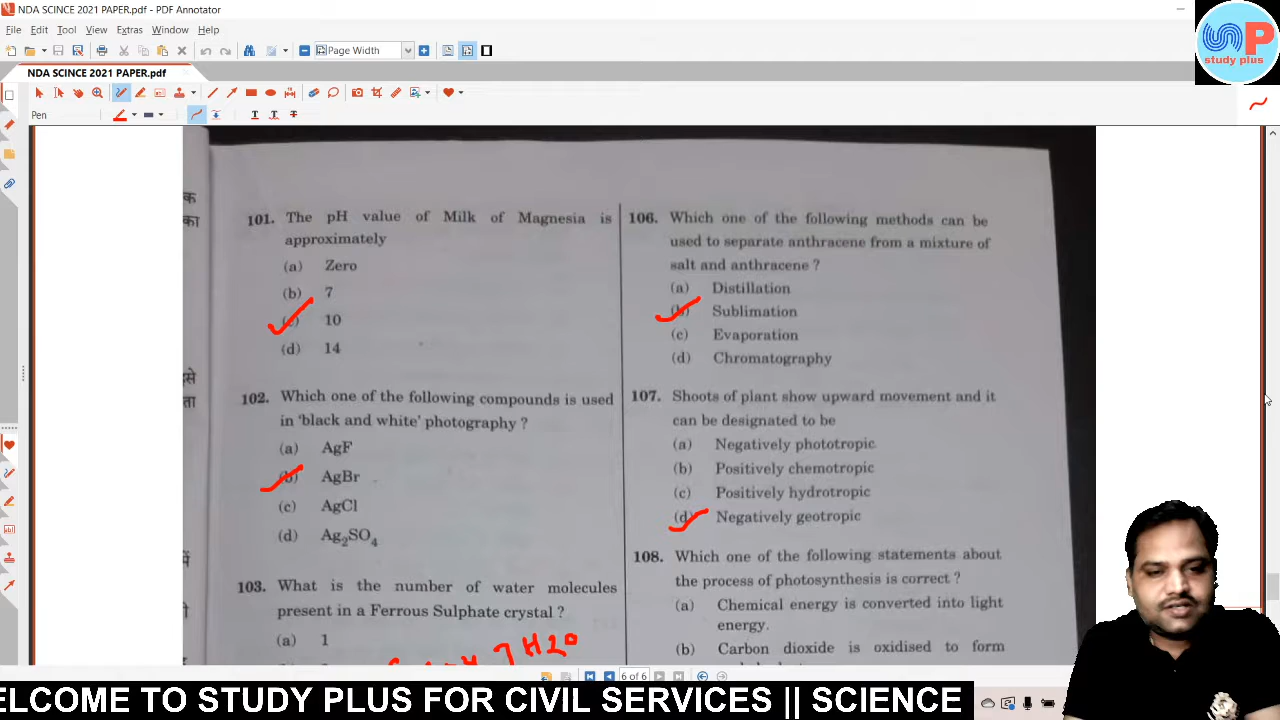 NDA SCINCE 2021 PAPER.pdf - PDF Annotator
File Edit Tool View Extras Window Help
Page Width
NDA SCINCE 2021 PAPER.pdf
Pen
SP
study plus
क
का
इसे
ता
में
101. The pH value of Milk of Magnesia is
approximately
(a) Zero
(b) 7
(c) 10
(d) 14
102. Which one of the following compounds is used
in 'black and white' photography ?
(a) AgF
(b) AgBr
(c) AgCl
(d) Ag2SO4
103. What is the number of water molecules
present in a Ferrous Sulphate crystal ?
(a) 1
7H2O
106. Which one of the following methods can be
used to separate anthracene from a mixture of
salt and anthracene ?
(a) Distillation
(b) Sublimation
(c) Evaporation
(d) Chromatography
107. Shoots of plant show upward movement and it
can be designated to be
(a) Negatively phototropic
(b) Positively chemotropic
(c) Positively hydrotropic
(d) Negatively geotropic
108. Which one of the following statements about
the process of photosynthesis is correct ?
(a) Chemical energy is converted into light
energy.
(b) Carbon dioxide is oxidised to form
6 of 6
ELCOME TO STUDY PLUS FOR CIVIL SERVICES || SCIENCE